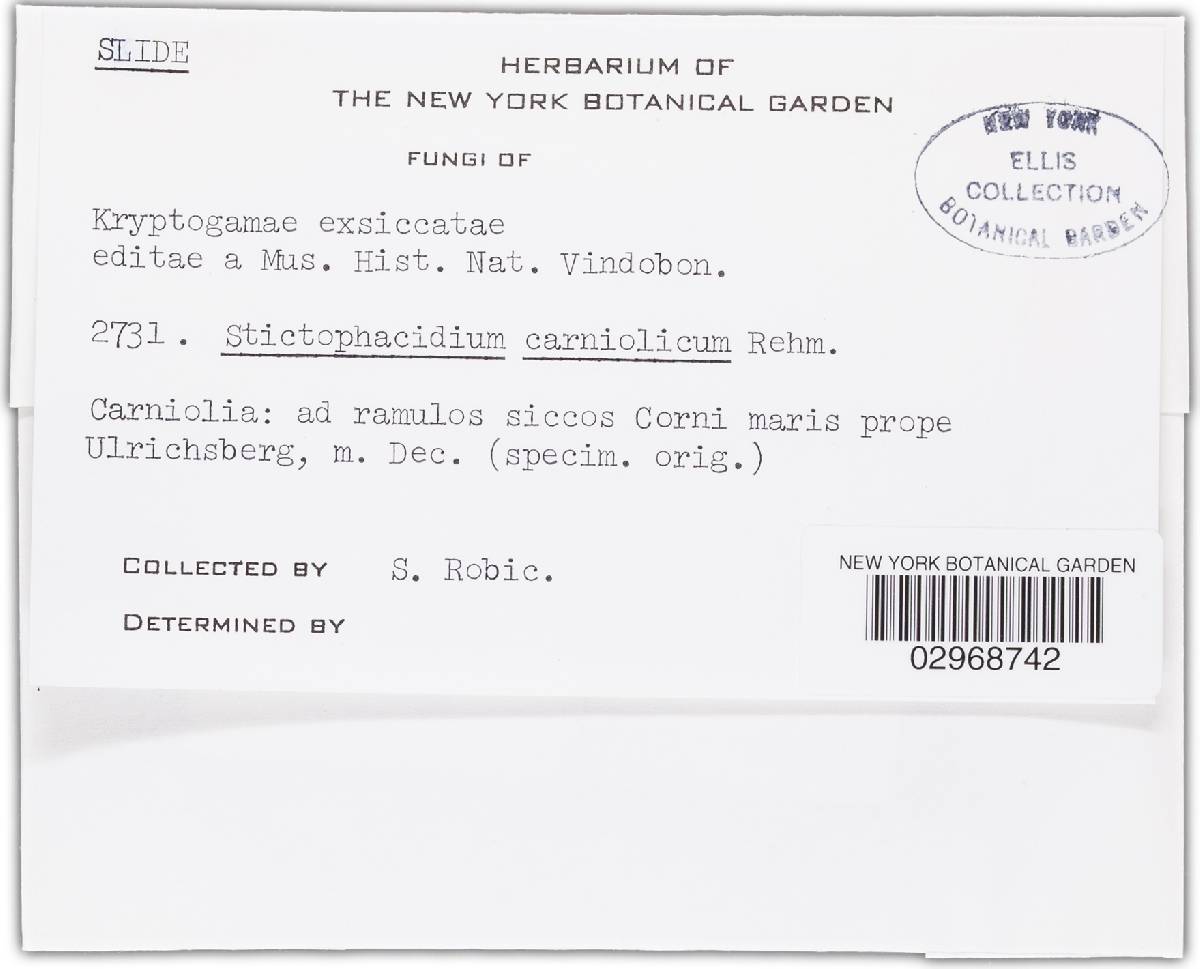 SLIDE
HERBARIUM OF
THE NEW YORK BOTANICAL GARDEN
FUNGI OF
NEW YORK
ELLIS
COLLECTION
BOTANICAL GARDEN
Kryptogamae exsiccatae
editae a Mus. Hist. Nat. Vindobon.
2731. Stictophacidium carniolicum Rehm.
Carniolia: ad ramulos siccos Corni maris prope
Ulrichsberg, m. Dec. (specim. orig.)
COLLECTED BY S. Robic.
DETERMINED BY
NEW YORK BOTANICAL GARDEN
02968742